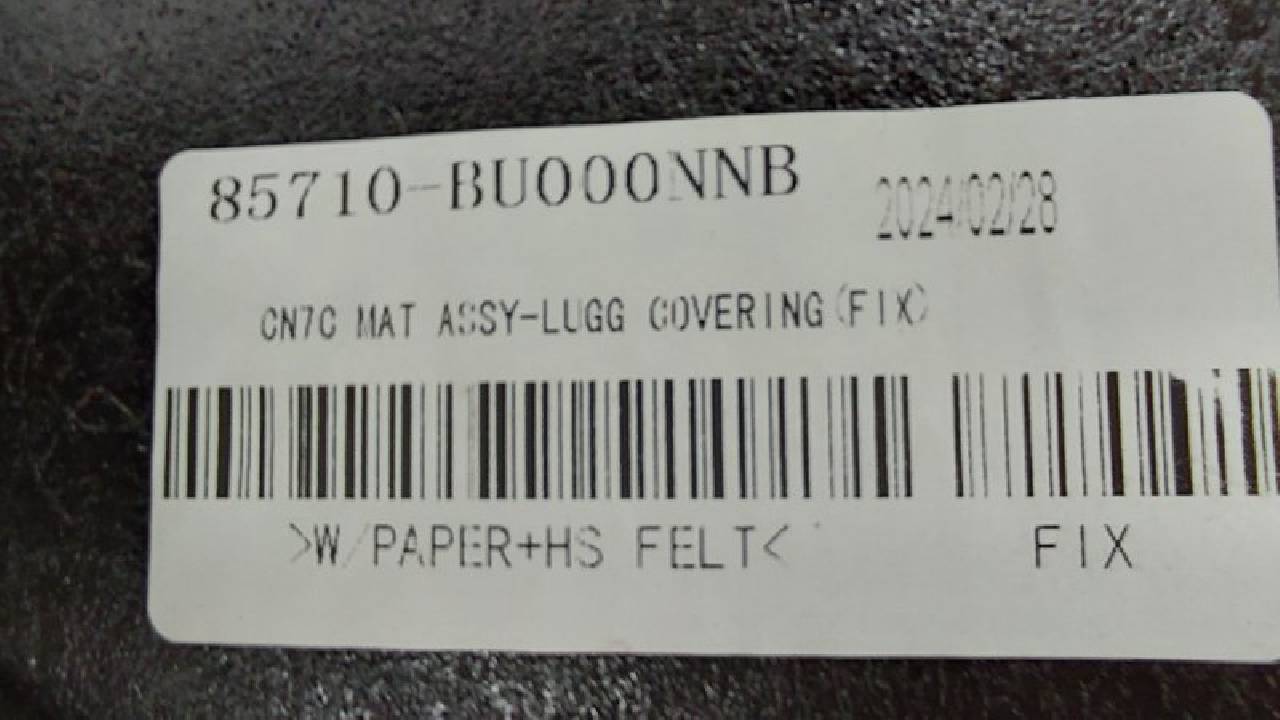 85710-BU000NNB 2024/02/28
CN7C MAT ASSY-LUGG COVERING(FIX)
>W/PAPER+HS FELT< FIX